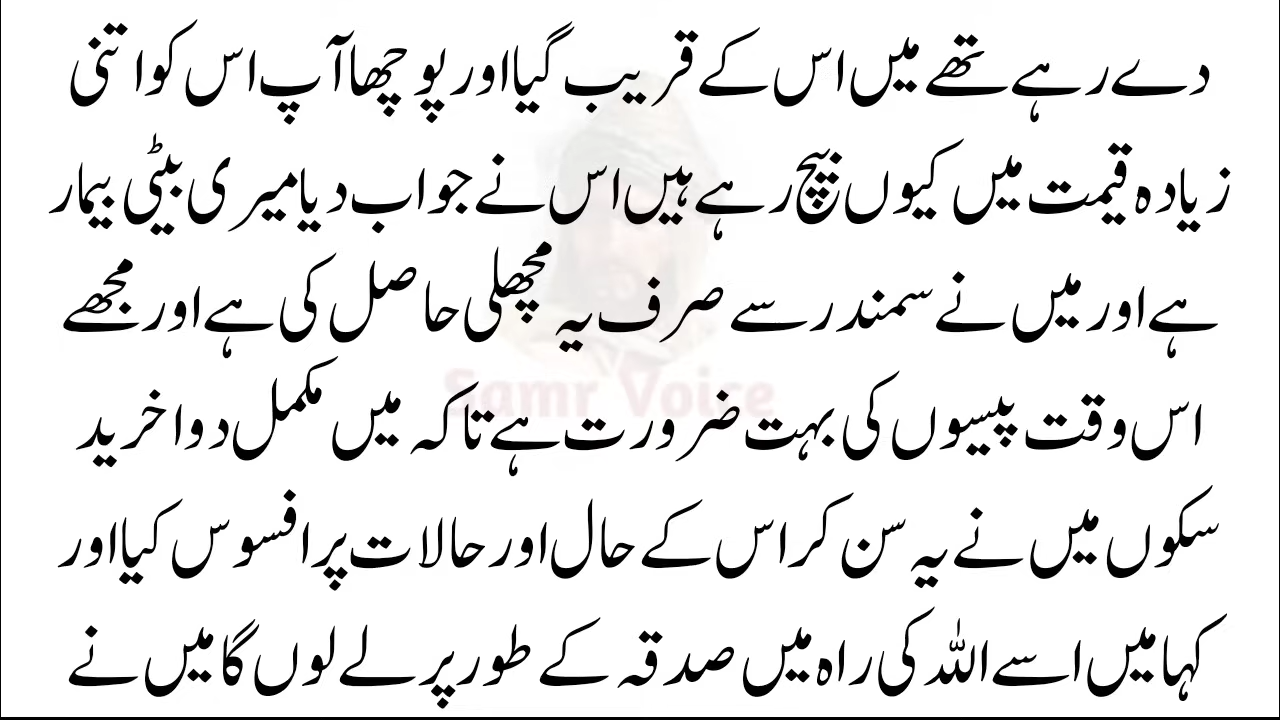 دے رہے تھے میں اس کے قریب گیا اور پوچھا آپ اس کو اتنی
زیادہ قیمت میں کیوں بیچ رہے ہیں اس نے جواب دیا میری بیٹی بیمار
ہے اور میں نے سمندر سے صرف یہ مچھلی حاصل کی ہے اور مجھے
اس وقت پیسوں کی بہت ضرورت ہے تاکہ میں مکمل دوا خرید
سکوں میں نے یہ سن کر اس کے حال اور حالات پر افسوس کیا اور
کہا میں اسے اللہ کی راہ میں صدقہ کے طور پر لے لوں گا میں نے
Samr Voice